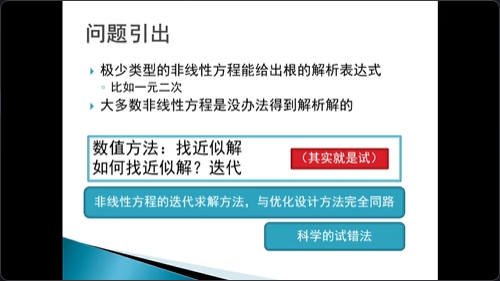 问题引出
极少类型的非线性方程能给出根的解析表达式
比如一元二次
大多数非线性方程是没办法得到解析解的
数值方法：找近似解
如何找近似解？迭代
（其实就是试）
非线性方程的迭代求解方法，与优化设计方法完全同路
科学的试错法